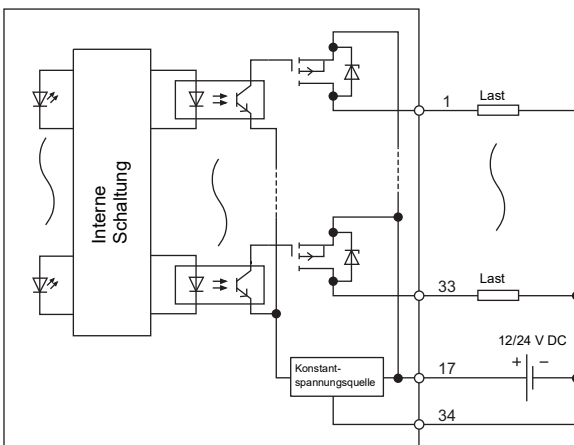 Interne
Schaltung
1
Last
33
Last
12/24 V DC
+ −
Konstant-
spannungsquelle
17
34